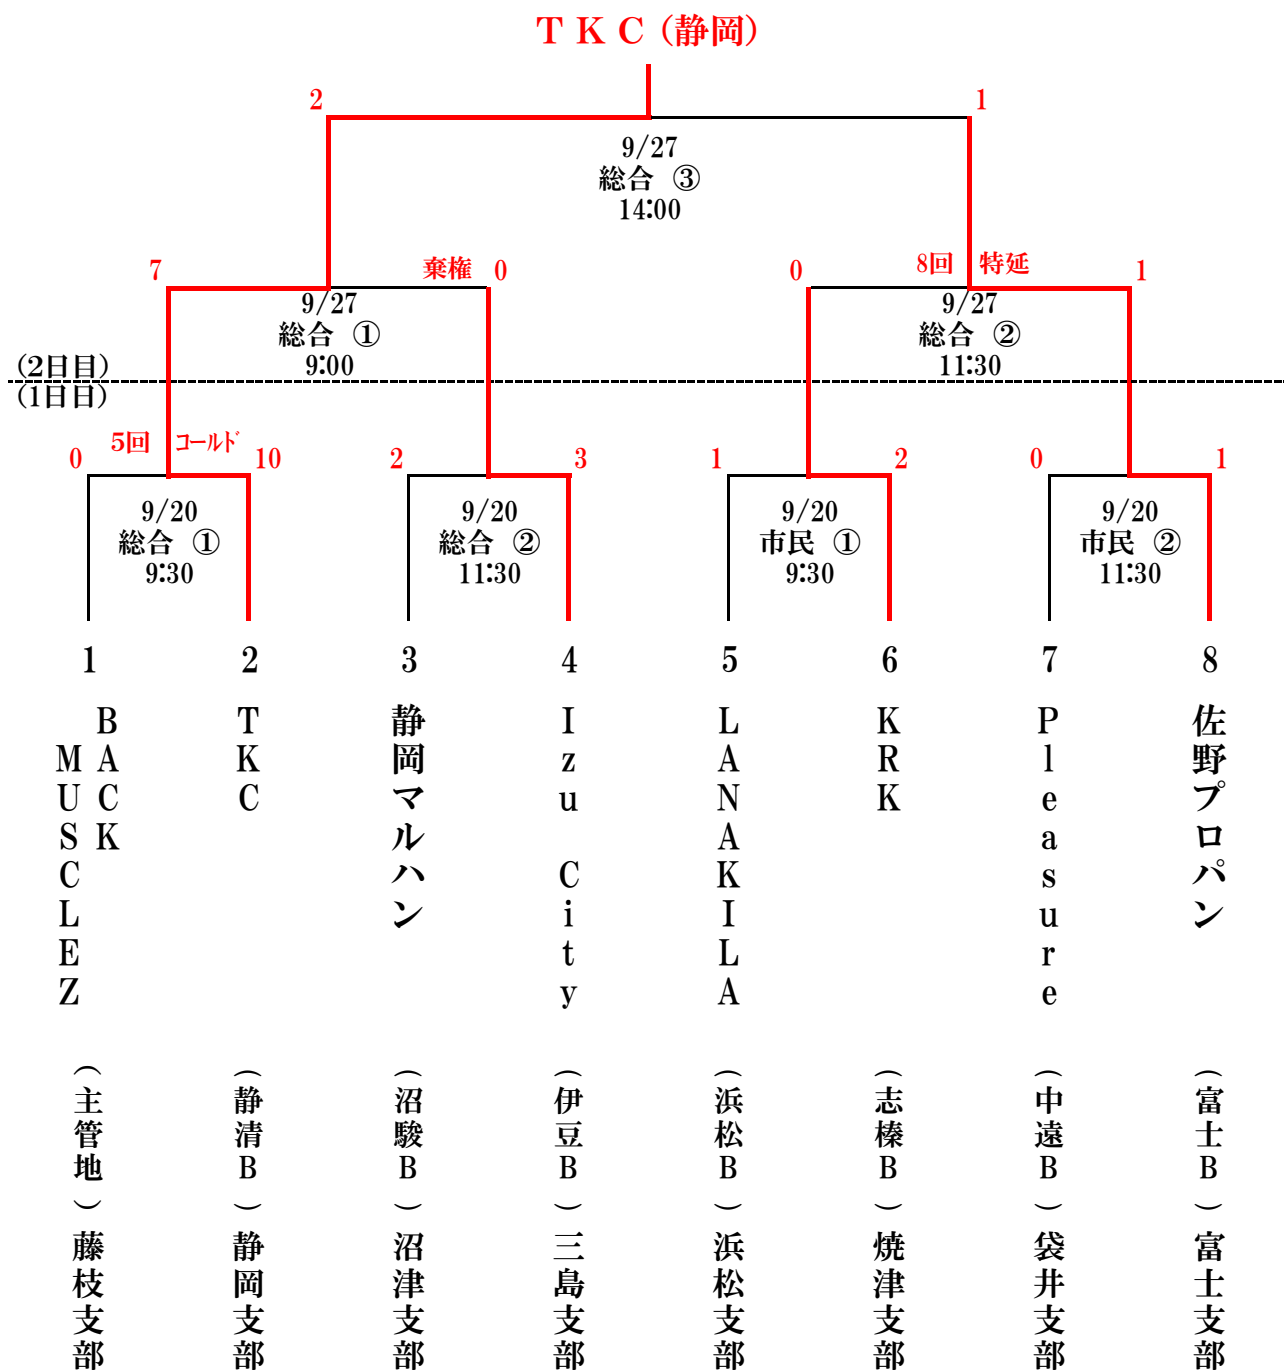 TKC（静岡）
2
1
9/27
総合 ③
14:00
7
棄権
0
0
8回
特延
1
9/27
総合 ①
9:00
9/27
総合 ②
11:30
（2日目）
（1日目）
0
5回
コールド
10
2
3
1
2
0
1
9/20
総合 ①
9:30
9/20
総合 ②
11:30
9/20
市民 ①
9:30
9/20
市民 ②
11:30
1
2
3
4
5
6
7
8
BACK
MUSCLEZ
TKC
静岡マルハン
Izu City
LANAKILA
KRK
Pleasure
佐野プロパン
（主管地）藤枝支部
（静清B）静岡支部
（沼駿B）沼津支部
（伊豆B）三島支部
（浜松B）浜松支部
（志榛B）焼津支部
（中遠B）袋井支部
（富士B）富士支部